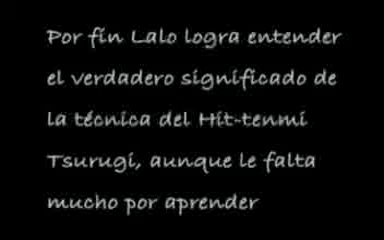 Por fín Lalo logra entender
el verdadero significado de
la técnica del Hit-tenmi
Tsurugi, aunque le falta
mucho por aprender